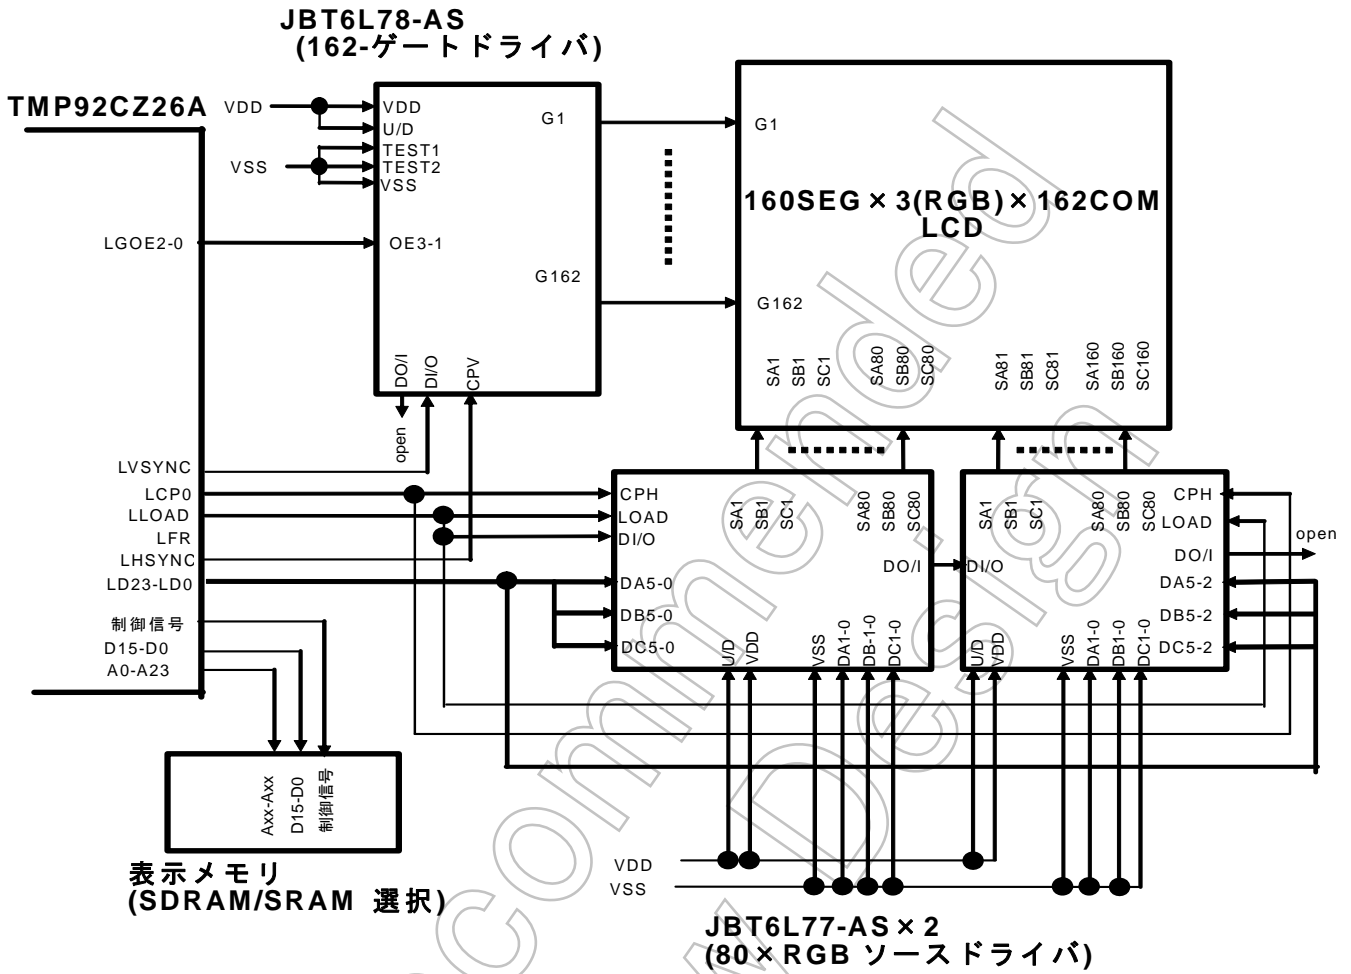 JBT6L78-AS
(162-ゲートドライバ)
TMP92CZ26A
VDD
VDD
U/D
VSS
TEST1
TEST2
VSS
LGOE2-0
OE3-1
G1
G162
DO/I
DI/O
CPV
open
G1
160SEG×3(RGB)×162COM
LCD
G162
SA1
SB1
SC1
SA80
SB80
SC80
SA81
SB81
SC81
SA160
SB160
SC160
LVSYNC
LCP0
LLOAD
LFR
LHSYNC
LD23-LD0
制御信号
D15-D0
A0-A23
CPH
LOAD
DI/O
DA5-0
DB5-0
DC5-0
SA1
SB1
SC1
SA80
SB80
SC80
DO/I
U/D
VDD
VSS
DA1-0
DB-1-0
DC1-0
DI/O
SA1
SB1
SC1
SA80
SB80
SC80
CPH
LOAD
DO/I
open
DA5-2
DB5-2
DC5-2
U/D
VDD
VSS
DA1-0
DB1-0
DC1-0
Axx-Axx
D15-D0
制御信号
表示メモリ
(SDRAM/SRAM 選択)
VDD
VSS
JBT6L77-AS×2
(80×RGB ソースドライバ)
commended
Design